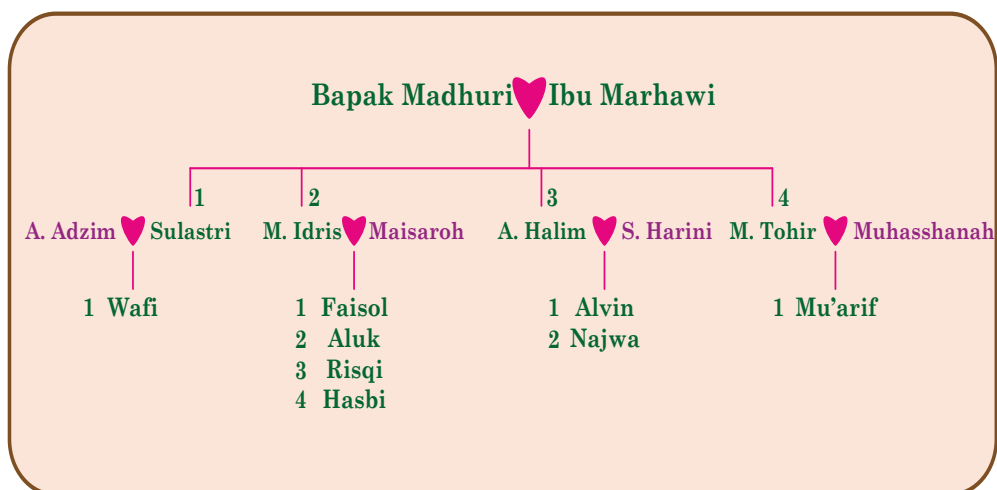 Bapak Madhuri Ibu Marhawi
1 2 3 4
A. Adzim Sulastri M. Idris Maisaroh A. Halim S. Harini M. Tohir Muhasshanah
1 Wafi 1 Faisol 1 Alvin 1 Mu’arif
2 Aluk 2 Najwa
3 Risqi
4 Hasbi